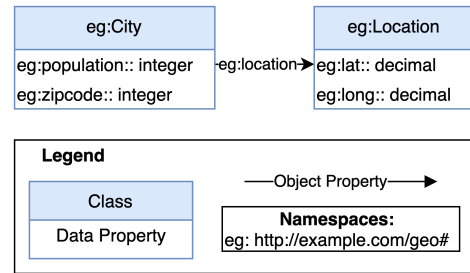 eg:City
eg:population:: integer
eg:zipcode:: integer
eg:location
eg:Location
eg:lat:: decimal
eg:long:: decimal
Legend
Class
Data Property
Object Property
Namespaces:
eg: http://example.com/geo#